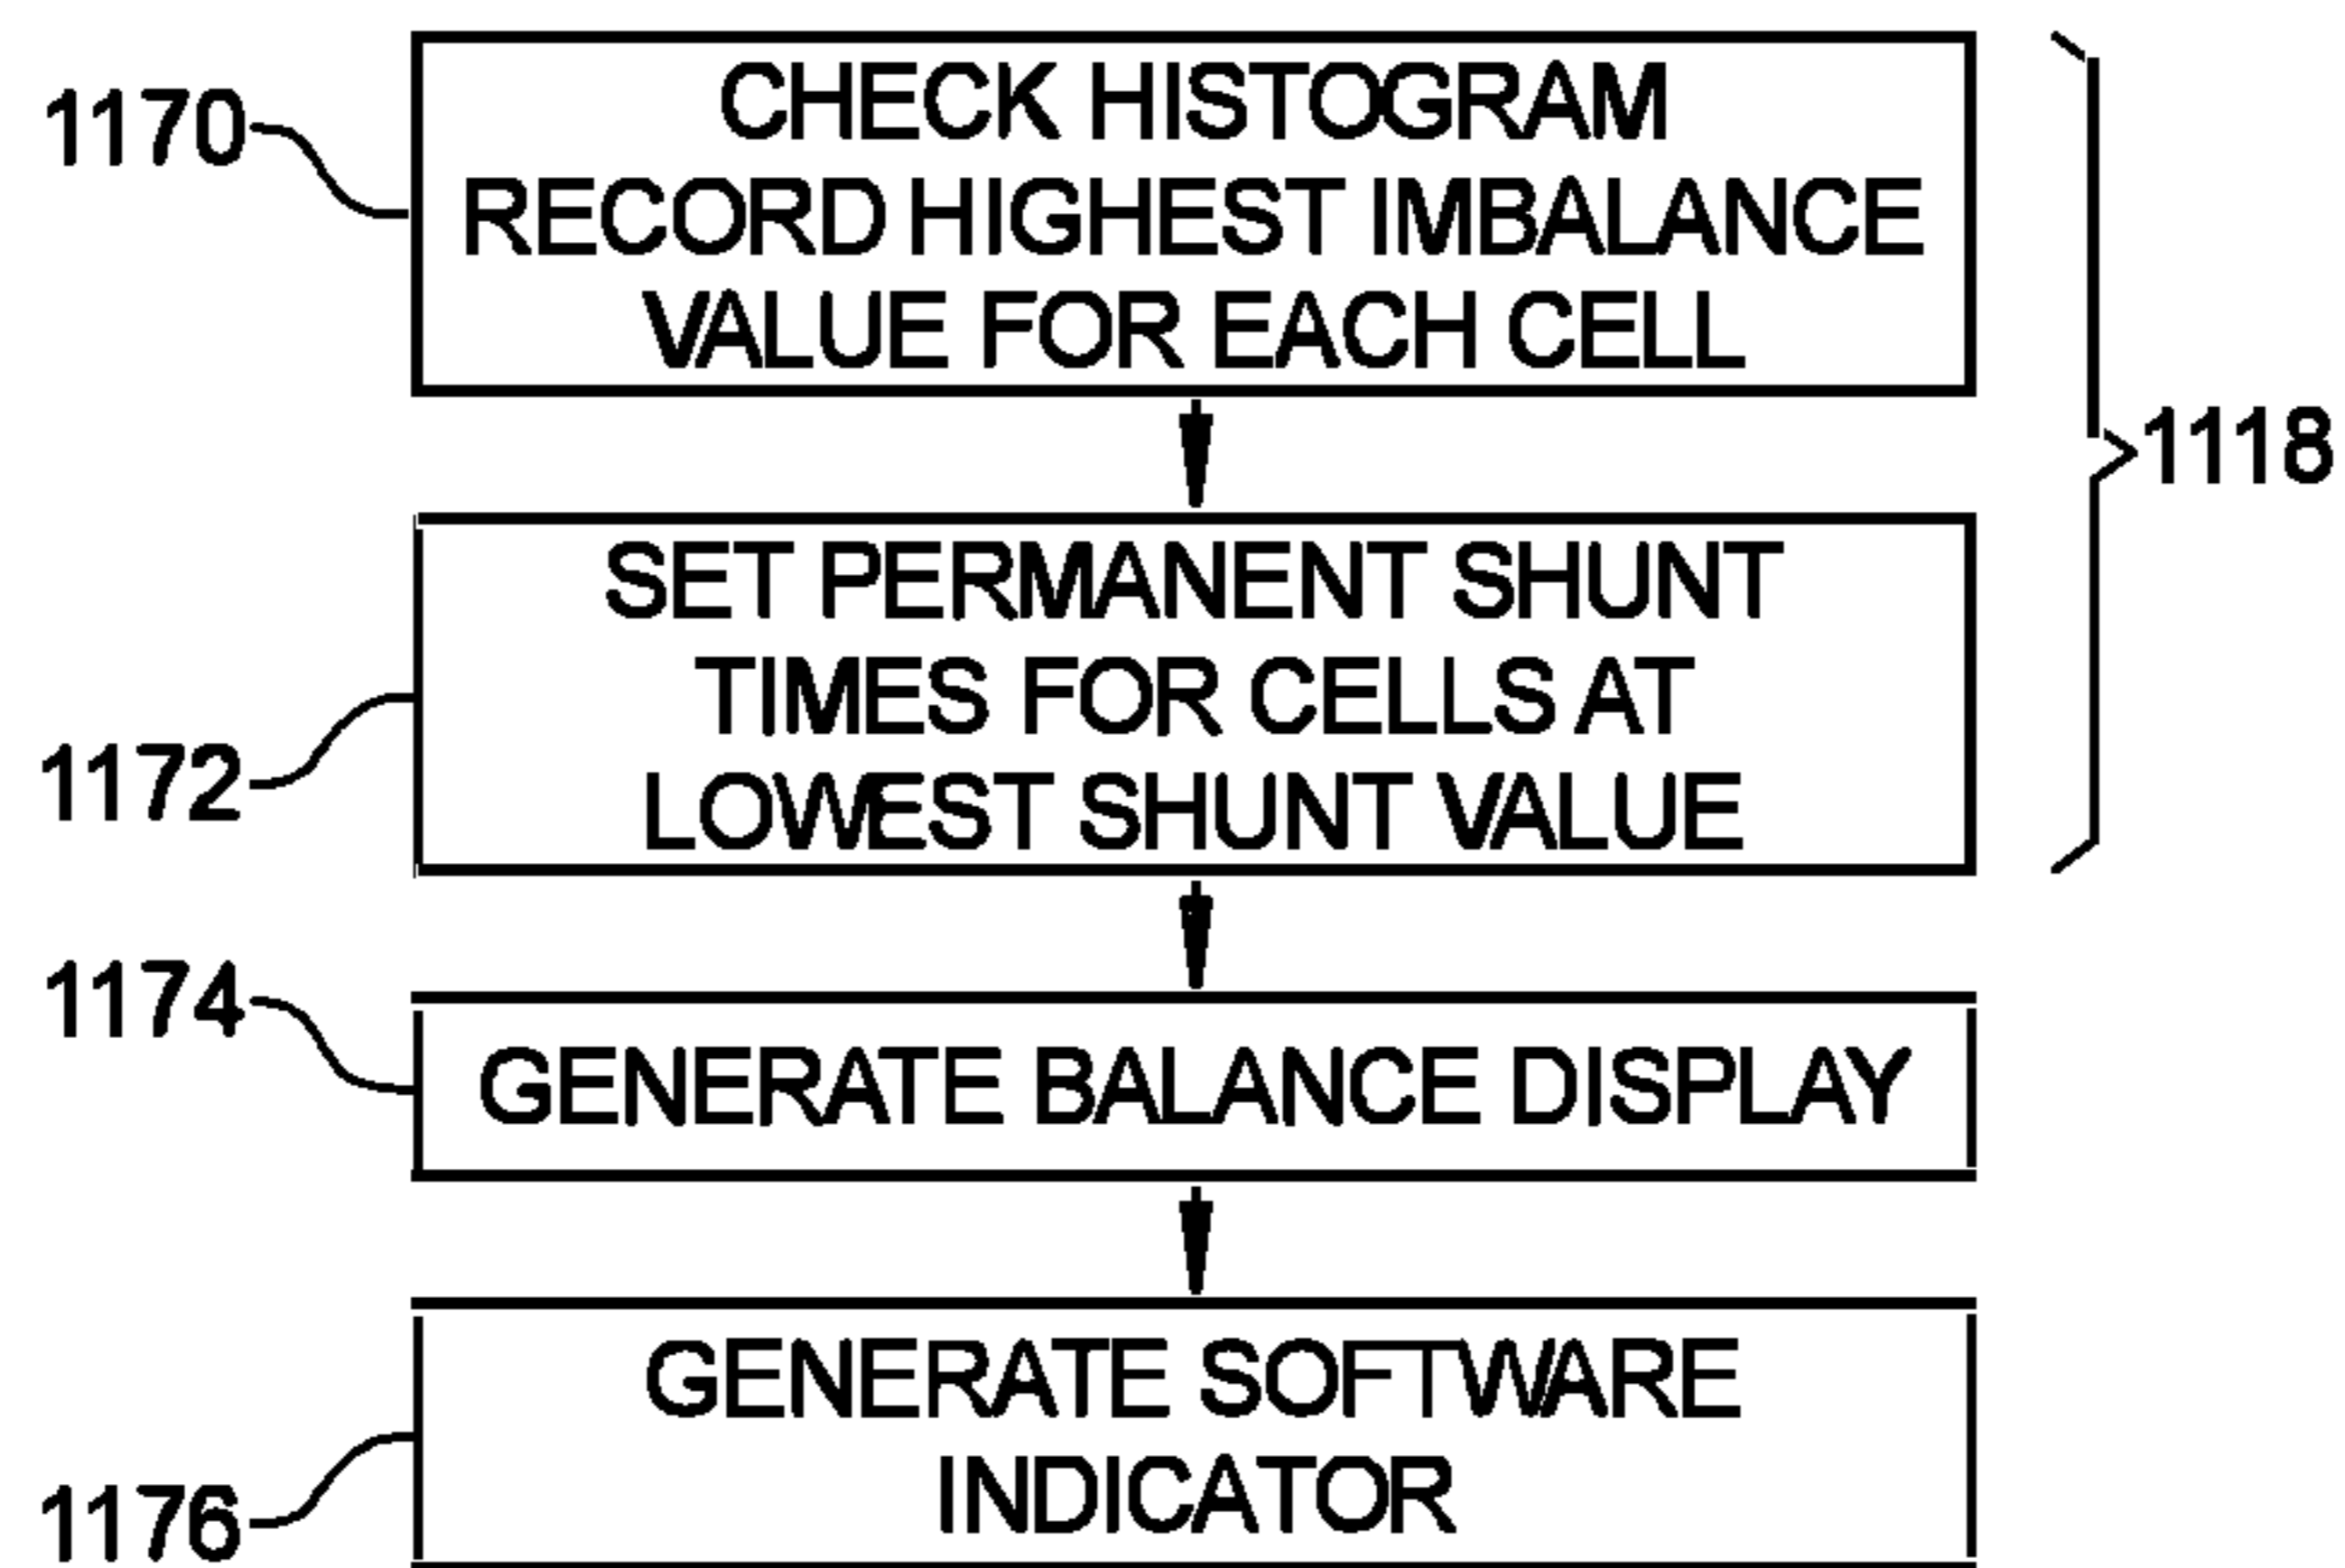 1170
CHECK HISTOGRAM
RECORD HIGHEST IMBALANCE
VALUE FOR EACH CELL
1118
1172
SET PERMANENT SHUNT
TIMES FOR CELLS AT
LOWEST SHUNT VALUE
1174
GENERATE BALANCE DISPLAY
1176
GENERATE SOFTWARE
INDICATOR